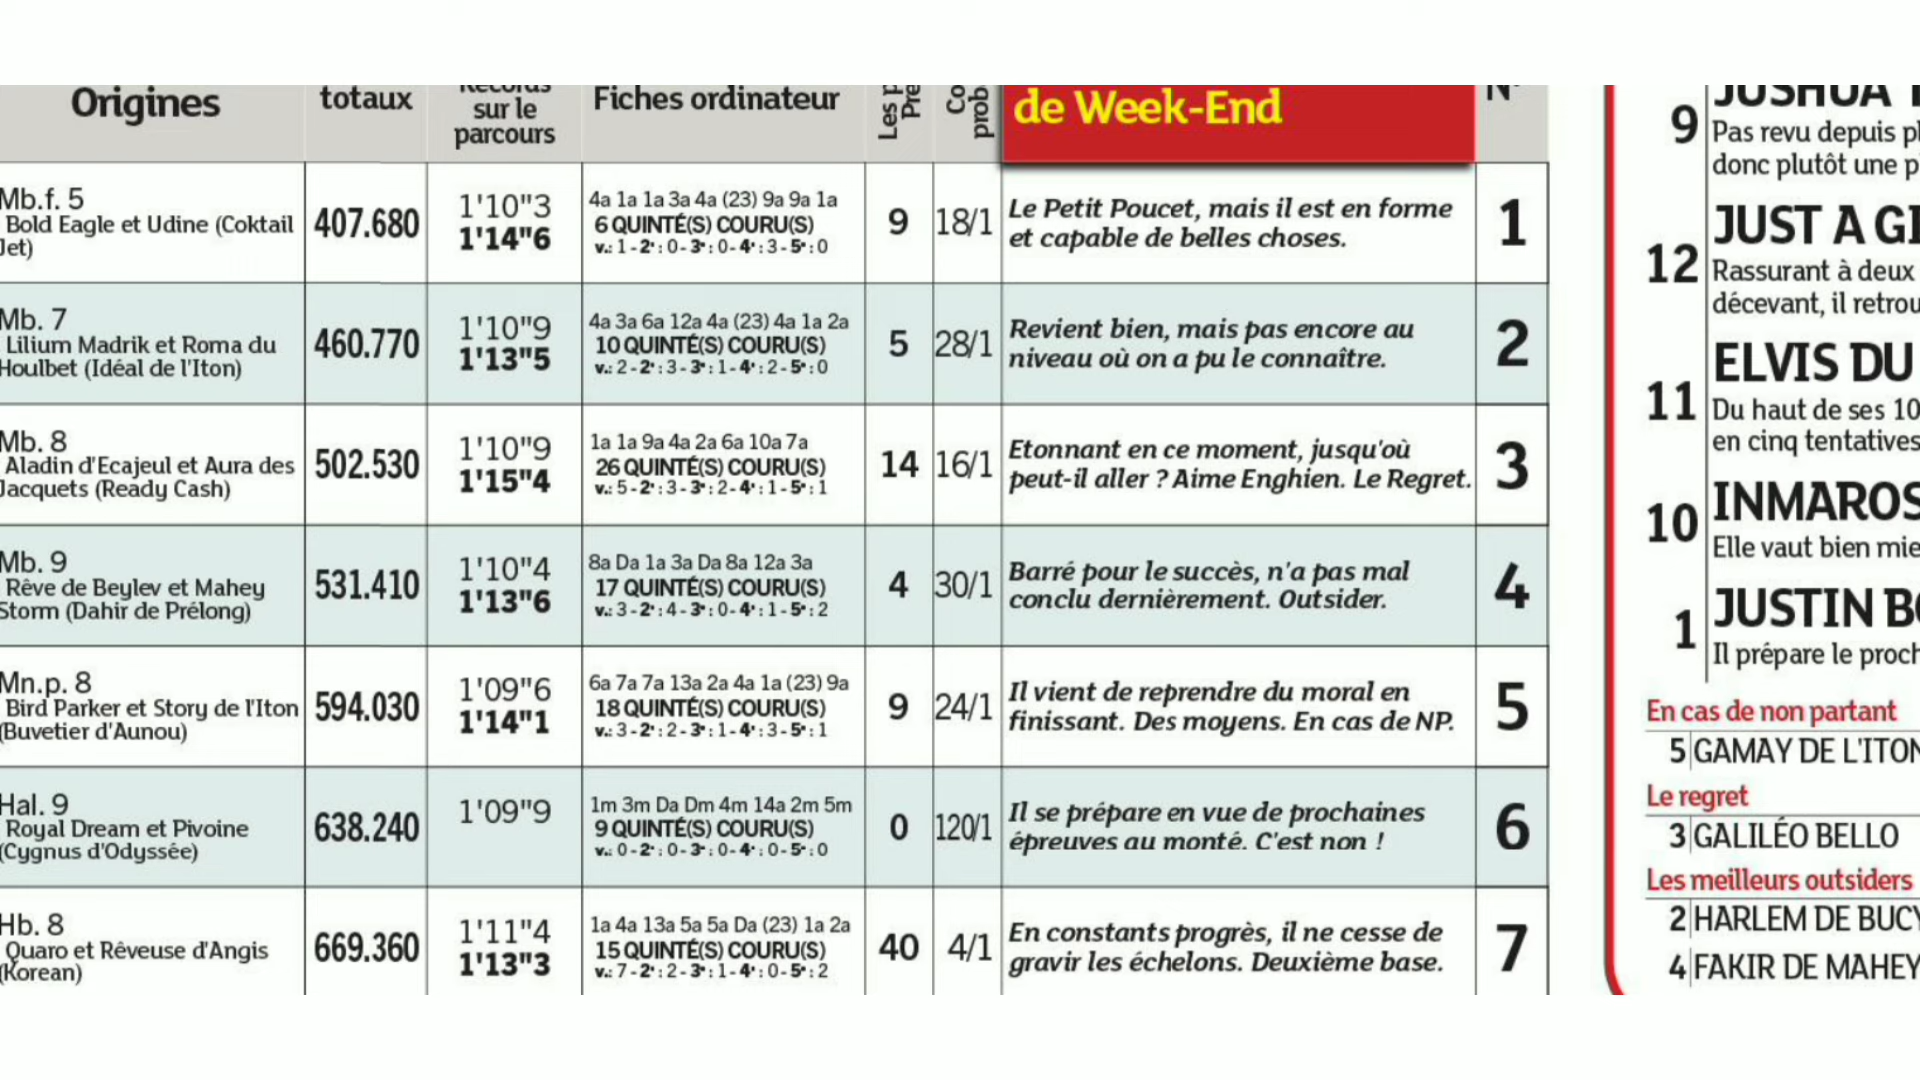 Origines
totaux
Records
sur le
parcours
Fiches ordinateur
Les p
Pre
Co
prob
de Week-End
N°
Mb.f. 5
Bold Eagle et Udine (Coktail
Jet)
407.680
1'10"3
1'14"6
4a 1a 1a 3a 4a (23) 9a 9a 1a
6 QUINTÉ(S) COURU(S)
v.: 1 - 2e : 0 - 3e : 0 - 4e : 3 - 5e : 0
9
18/1
Le Petit Poucet, mais il est en forme
et capable de belles choses.
1
Mb. 7
Lilium Madrik et Roma du
Houlbet (Idéal de l'Iton)
460.770
1'10"9
1'13"5
4a 3a 6a 12a 4a (23) 4a 1a 2a
10 QUINTÉ(S) COURU(S)
v.: 2 - 2e : 3 - 3e : 1 - 4e : 2 - 5e : 0
5
28/1
Revient bien, mais pas encore au
niveau où on a pu le connaître.
2
Mb. 8
Aladin d'Ecajeul et Aura des
Jacquets (Ready Cash)
502.530
1'10"9
1'15"4
1a 1a 9a 4a 2a 6a 10a 7a
26 QUINTÉ(S) COURU(S)
v.: 5 - 2e : 3 - 3e : 2 - 4e : 1 - 5e : 1
14
16/1
Etonnant en ce moment, jusqu'où
peut-il aller ? Aime Enghien. Le Regret.
3
Mb. 9
Rêve de Beylev et Mahey
Storm (Dahir de Prélong)
531.410
1'10"4
1'13"6
8a Da 1a 3a Da 8a 12a 3a
17 QUINTÉ(S) COURU(S)
v.: 3 - 2e : 4 - 3e : 0 - 4e : 1 - 5e : 2
4
30/1
Barré pour le succès, n'a pas mal
conclu dernièrement. Outsider.
4
Mn.p. 8
Bird Parker et Story de l'Iton
(Buvetier d'Aunou)
594.030
1'09"6
1'14"1
6a 7a 7a 13a 2a 4a 1a (23) 9a
18 QUINTÉ(S) COURU(S)
v.: 3 - 2e : 2 - 3e : 1 - 4e : 3 - 5e : 1
9
24/1
Il vient de reprendre du moral en
finissant. Des moyens. En cas de NP.
5
Hal. 9
Royal Dream et Pivoine
(Cygnus d'Odyssée)
638.240
1'09"9
1m 3m Da Dm 4m 14a 2m 5m
9 QUINTÉ(S) COURU(S)
v.: 0 - 2e : 0 - 3e : 0 - 4e : 0 - 5e : 0
0
120/1
Il se prépare en vue de prochaines
épreuves au monté. C'est non !
6
Hb. 8
Quaro et Rêveuse d'Angis
(Korean)
669.360
1'11"4
1'13"3
1a 4a 13a 5a 5a Da (23) 1a 2a
15 QUINTÉ(S) COURU(S)
v.: 7 - 2e : 2 - 3e : 1 - 4e : 0 - 5e : 2
40
4/1
En constants progrès, il ne cesse de
gravir les échelons. Deuxième base.
7
9
JOSHUA
Pas revu depuis pl
donc plutôt une p
12
JUST A GI
Rassurant à deux
décevant, il retrou
11
ELVIS DU
Du haut de ses 10
en cinq tentatives
10
INMAROS
Elle vaut bien mie
1
JUSTIN BO
Il prépare le proch
En cas de non partant
5 GAMAY DE L'ITON
Le regret
3 GALILÉO BELLO
Les meilleurs outsiders
2 HARLEM DE BUCY
4 FAKIR DE MAHEY